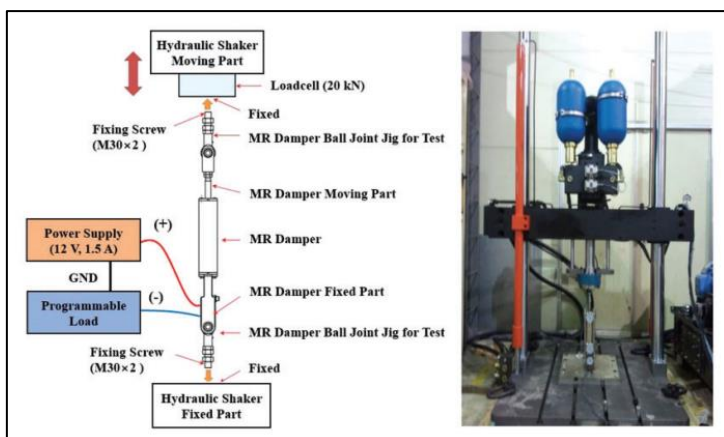 Hydraulic Shaker
Moving Part
Loadcell (20 kN)
Fixed
Fixing Screw
(M30×2 )
MR Damper Ball Joint Jig for Test
MR Damper Moving Part
Power Supply
(12 V, 1.5 A)
(+)
MR Damper
GND
Programmable
Load
(-)
MR Damper Fixed Part
MR Damper Ball Joint Jig for Test
Fixing Screw
(M30×2 )
Fixed
Hydraulic Shaker
Fixed Part